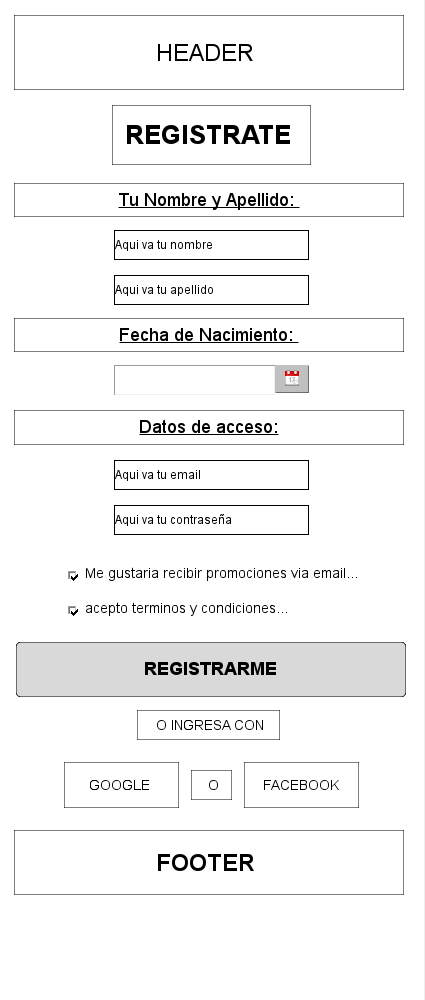 HEADER
REGISTRATE
Tu Nombre y Apellido:
Aqui va tu nombre
Aqui va tu apellido
Fecha de Nacimiento:
12
Datos de acceso:
Aqui va tu email
Aqui va tu contraseña
Me gustaria recibir promociones via email...
acepto terminos y condiciones...
REGISTRARME
O INGRESA CON
GOOGLE
O
FACEBOOK
FOOTER